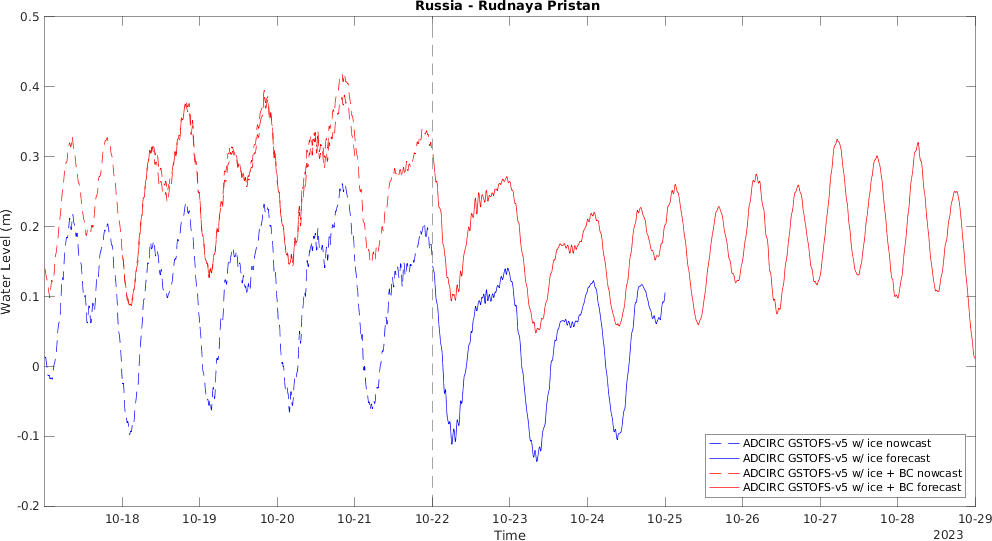 Russia - Rudnaya Pristan
0.5
0.4
0.3
0.2
0.1
0
-0.1
-0.2
Water Level (m)
ADCIRC GSTOFS-v5 w/ ice nowcast
ADCIRC GSTOFS-v5 w/ ice forecast
ADCIRC GSTOFS-v5 w/ ice + BC nowcast
ADCIRC GSTOFS-v5 w/ ice + BC forecast
10-18 10-19 10-20 10-21 10-22 10-23 10-24 10-25 10-26 10-27 10-28 10-29
Time
2023